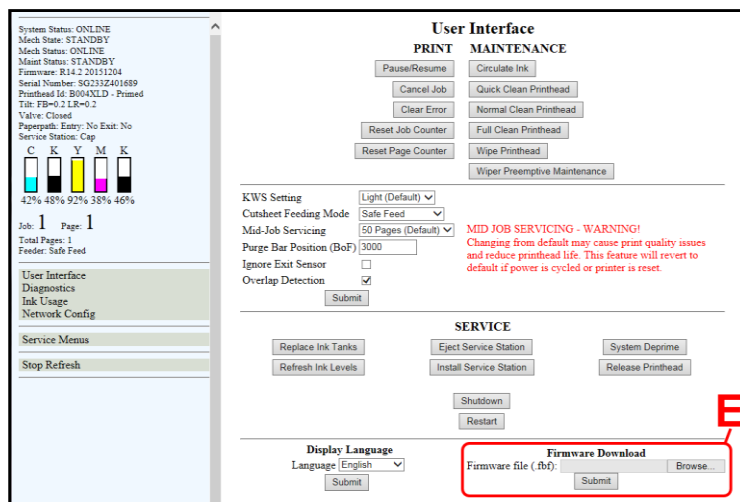 System Status: ONLINE
Mech State: STANDBY
Mech Status: ONLINE
Maint Status: STANDBY
Firmware: R14.2 20151204
Serial Number: SG233Z401689
Printhead Id: B004XLD - Primed
Tilt: FB=0.2 LR=0.2
Valve: Closed
Paperpath: Entry: No Exit: No
Service Station: Cap
C K Y M K
42% 48% 92% 38% 46%
Job: 1 Page: 1
Total Pages: 1
Feeder: Safe Feed
User Interface
Diagnostics
Ink Usage
Network Config
Service Menus
Stop Refresh
User Interface
PRINT MAINTENANCE
Pause/Resume Circulate Ink
Cancel Job Quick Clean Printhead
Clear Error Normal Clean Printhead
Reset Job Counter Full Clean Printhead
Reset Page Counter Wipe Printhead
Wiper Preemptive Maintenance
KWS Setting Light (Default)
Cutsheet Feeding Mode Safe Feed
Mid-Job Servicing 50 Pages (Default) MID JOB SERVICING - WARNING!
Changing from default may cause print quality issues
Purge Bar Position (BoF) 3000 and reduce printhead life. This feature will revert to
Ignore Exit Sensor default if power is cycled or printer is reset.
Overlap Detection
Submit
SERVICE
Replace Ink Tanks Eject Service Station System Deprime
Refresh Ink Levels Install Service Station Release Printhead
Shutdown
Restart
E
Display Language Firmware Download
Language English Firmware file (.fbf): Browse...
Submit Submit